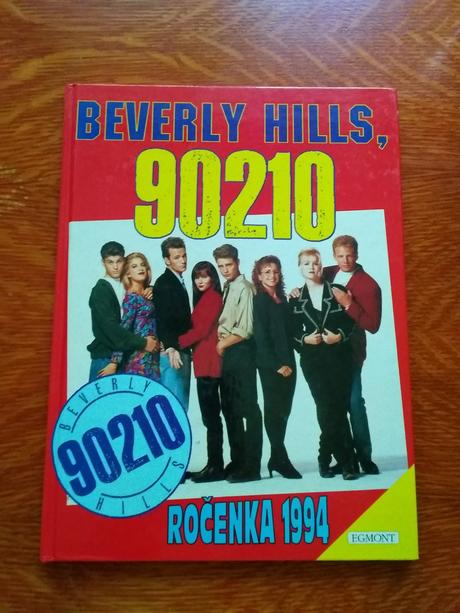 BEVERLY HILLS,
90210
BEVERLY
90210
HILLS
ROČENKA 1994
EGMONT